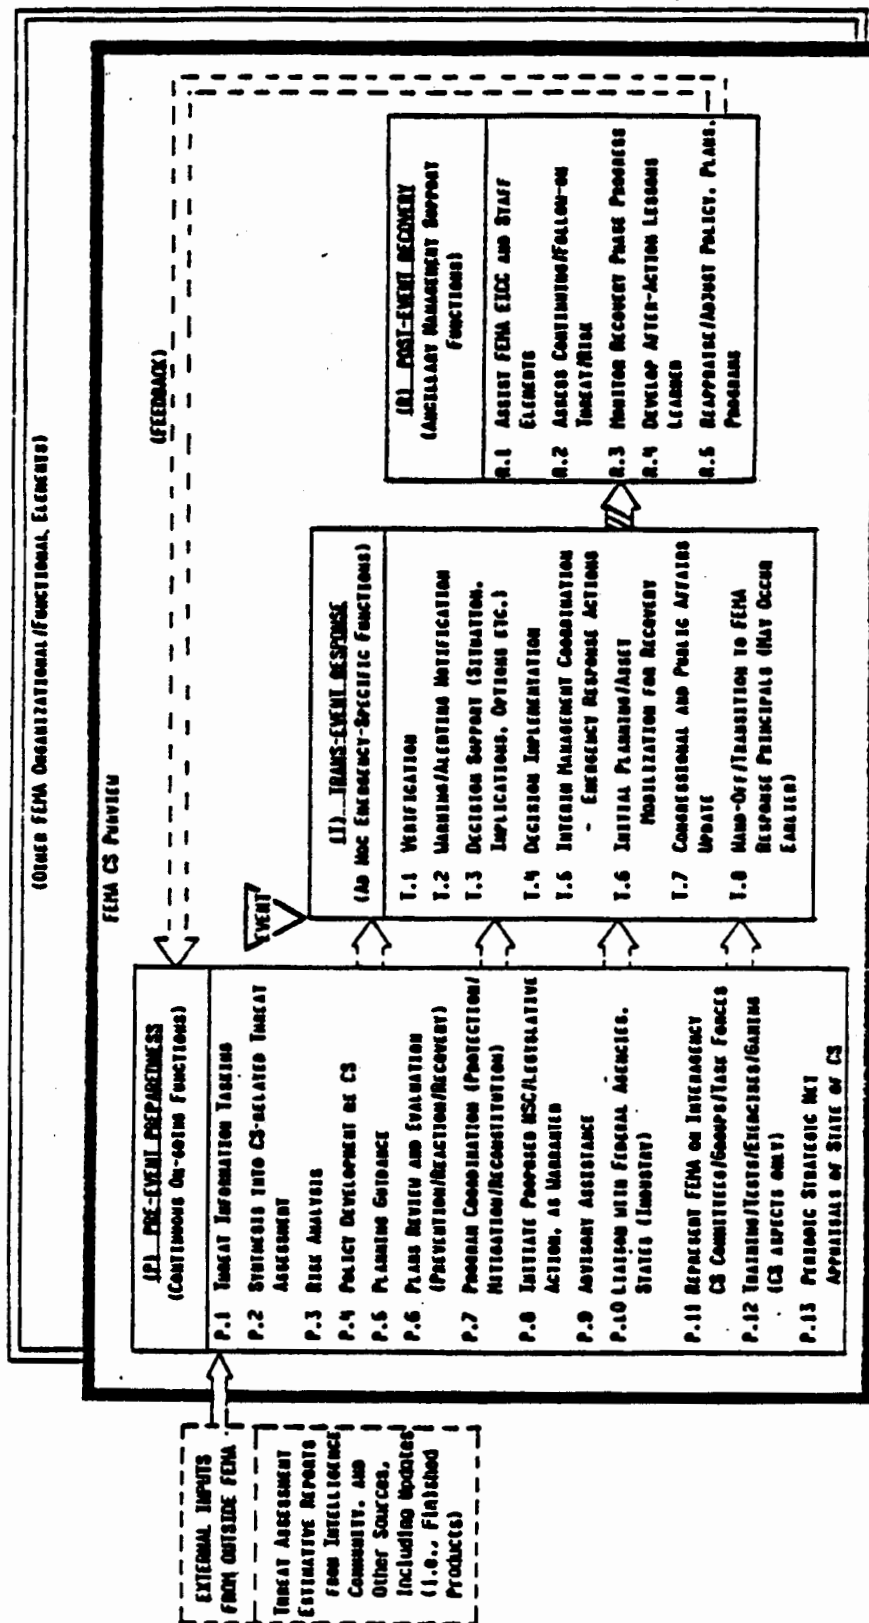 (OTHER FEMA ORGANIZATIONAL/FUNCTIONAL ELEMENTS)
FEMA CS PURVIEW
(FEEDBACK)
EXTERNAL INPUTS
FROM OUTSIDE FEMA
THREAT ASSESSMENT
ESTIMATIVE REPORTS
FROM INTELLIGENCE
COMMUNITY, AND
Other Sources,
Including Updates
(i.e., Finished
Products)
(P) PRE-EVENT PREPAREDNESS
(CONTINUOUS ON-GOING FUNCTIONS)
P.1 THREAT INFORMATION TASKING
P.2 SYNTHESIS INTO CS-RELATED THREAT
ASSESSMENT
P.3 RISK ANALYSIS
P.4 POLICY DEVELOPMENT RE CS
P.5 PLANNING GUIDANCE
P.6 PLANS REVIEW AND EVALUATION
(PREVENTION/REACTION/RECOVERY)
P.7 PROGRAM COORDINATION (PROTECTION/
MITIGATION/RECONSTITUTION)
P.8 INITIATE PROPOSED NSC/LEGISLATIVE
ACTION, AS WARRANTED
P.9 ADVISORY ASSISTANCE
P.10 LIAISON WITH FEDERAL AGENCIES,
STATES (INDUSTRY)
P.11 REPRESENT FEMA ON INTERAGENCY
CS COMMITTEES/GROUPS/TASK FORCES
P.12 TRAINING/TESTS/EXERCISES/GAMING
(CS ASPECTS ONLY)
P.13 PERIODIC STRATEGIC NET
APPRAISALS OF STATE OF CS
EVENT
(T) TRANS-EVENT RESPONSE
(AD HOC EMERGENCY-SPECIFIC FUNCTIONS)
T.1 VERIFICATION
T.2 WARNING/ALERTING NOTIFICATION
T.3 DECISION SUPPORT (SITUATION,
IMPLICATIONS, OPTIONS ETC.)
T.4 DECISION IMPLEMENTATION
T.5 INTERIM MANAGEMENT COORDINATION
- EMERGENCY RESPONSE ACTIONS
T.6 INITIAL PLANNING/ASSET
MOBILIZATION FOR RECOVERY
T.7 CONGRESSIONAL AND PUBLIC AFFAIRS
UPDATE
T.8 HAND-OFF/TRANSITION TO FEMA
RESPONSE PRINCIPALS (MAY OCCUR
EARLIER)
(R) POST-EVENT RECOVERY
(ANCILLARY MANAGEMENT SUPPORT
FUNCTIONS)
R.1 ASSIST FEMA EICC AND STAFF
ELEMENTS
R.2 ASSESS CONTINUING/FOLLOW-ON
THREAT/RISK
R.3 MONITOR RECOVERY PHASE PROGRESS
R.4 DEVELOP AFTER-ACTION LESSONS
LEARNED
R.5 REAPPRAISE/ADJUST POLICY, PLANS,
PROGRAMS